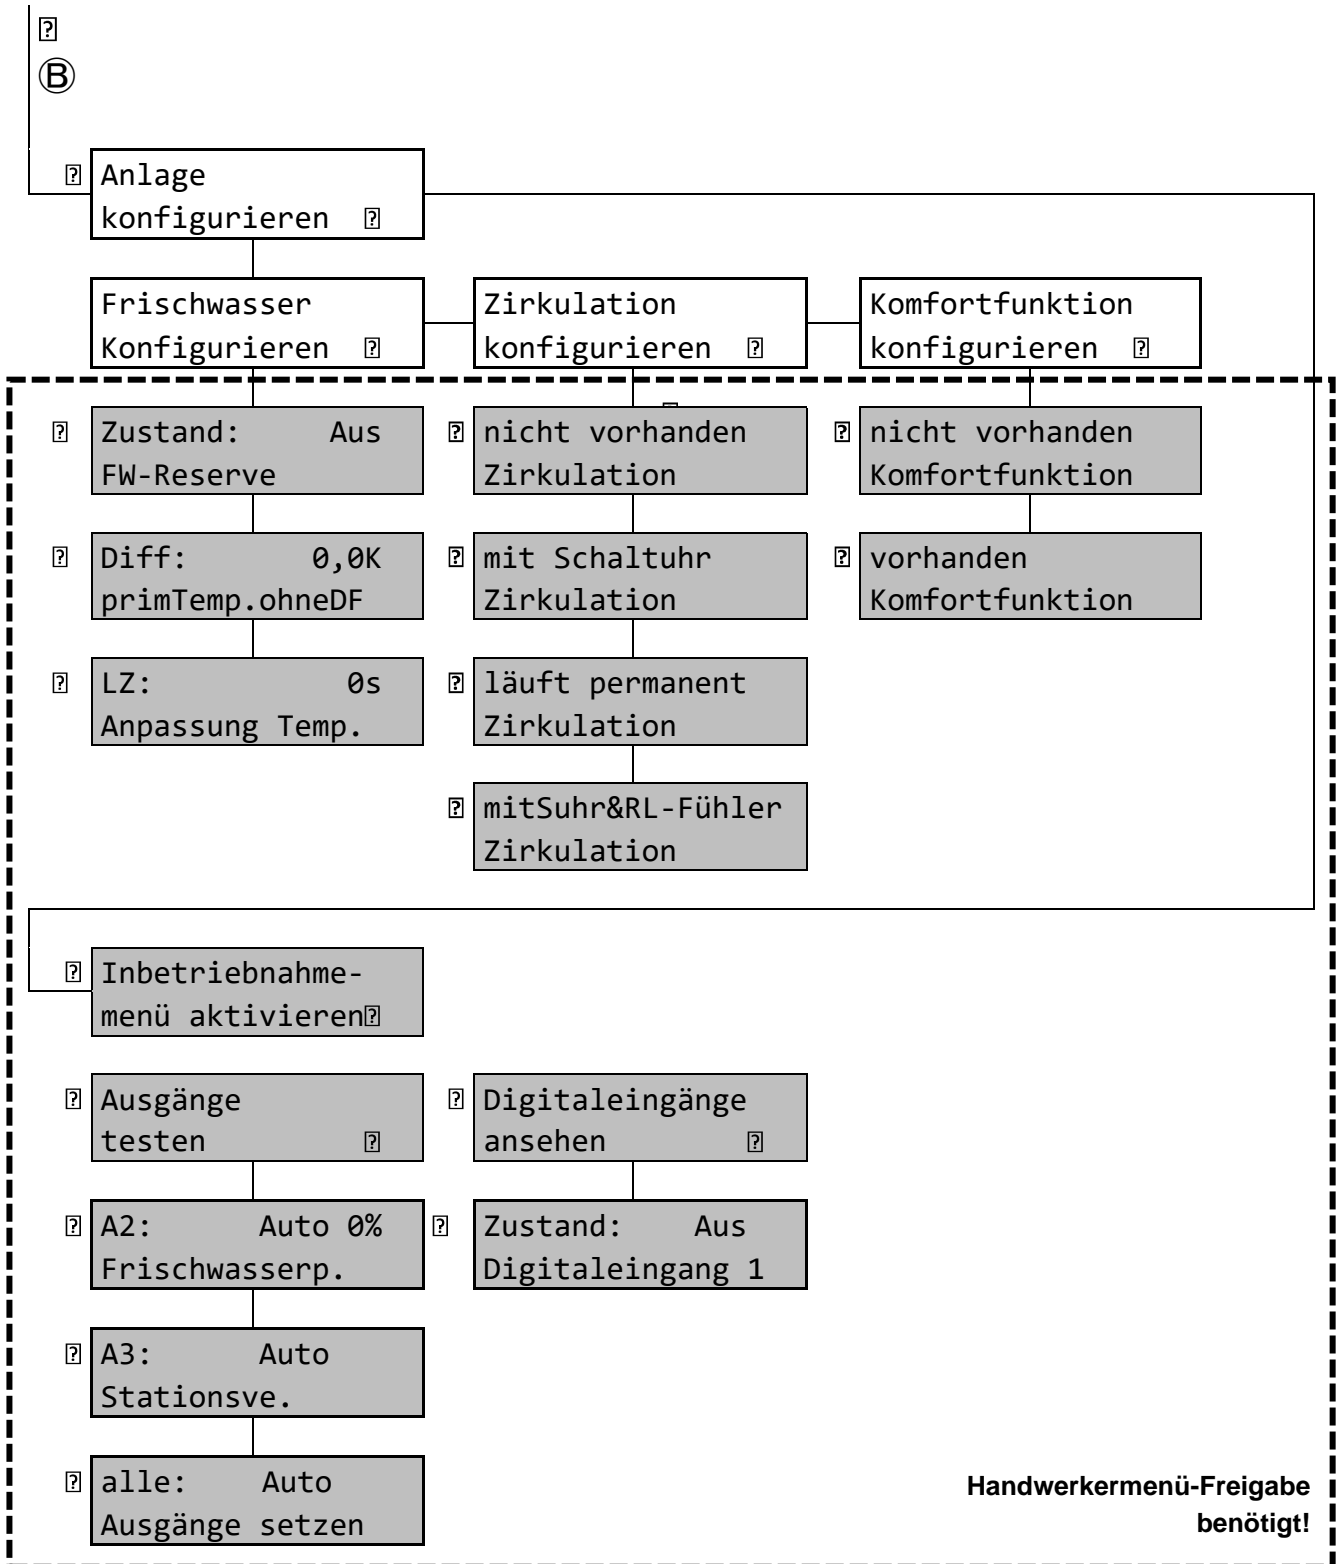 Ⓑ
Anlage
konfigurieren
Frischwasser
Konfigurieren
Zirkulation
konfigurieren
Komfortfunktion
konfigurieren
Zustand: Aus
FW-Reserve
nicht vorhanden
Zirkulation
nicht vorhanden
Komfortfunktion
Diff: 0,0K
primTemp.ohneDF
mit Schaltuhr
Zirkulation
vorhanden
Komfortfunktion
LZ: 0s
Anpassung Temp.
läuft permanent
Zirkulation
mitSuhr&RL-Fühler
Zirkulation
Inbetriebnahme-
menü aktivieren
Ausgänge
testen
Digitaleingänge
ansehen
A2: Auto 0%
Frischwasserp.
Zustand: Aus
Digitaleingang 1
A3: Auto
Stationsve.
alle: Auto
Ausgänge setzen
Handwerkermenü-Freigabe
benötigt!